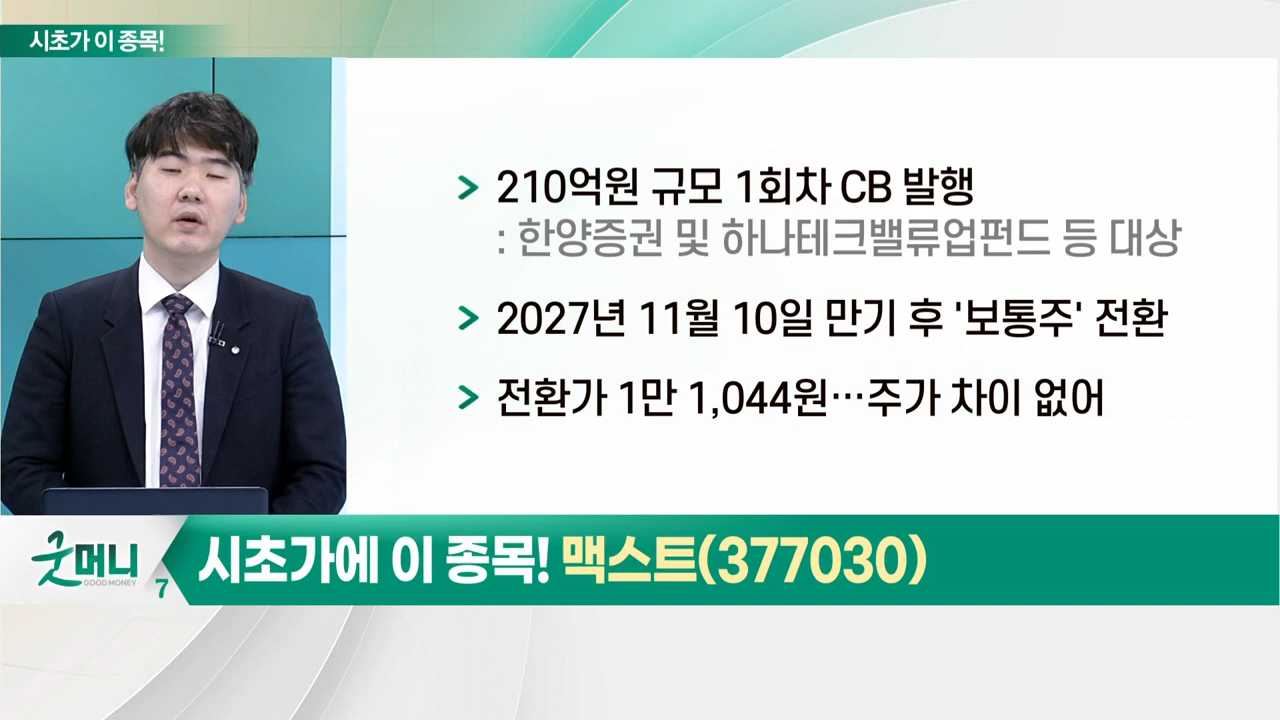 시초가 이 종목!
> 210억원 규모 1회차 CB 발행
: 한양증권 및 하나테크밸류업펀드 등 대상
> 2027년 11월 10일 만기 후 '보통주' 전환
> 전환가 1만 1,044원…주가 차이 없어
굿머니
GOOD MONEY
7
시초가에 이 종목! 맥스트(377030)